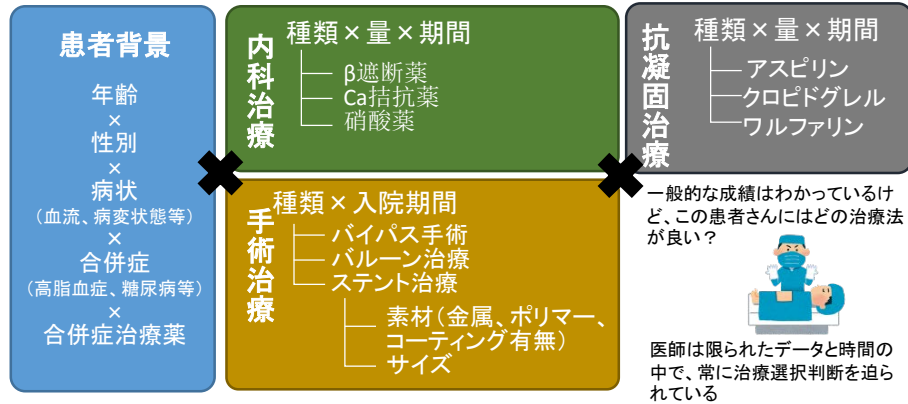 患者背景
年齢
×
性別
×
病状
(血流、病変状態等)
×
合併症
(高脂血症、糖尿病等)
×
合併症治療薬
内科治療
種類×量×期間
β遮断薬
Ca拮抗薬
硝酸薬
手術治療
種類×入院期間
バイパス手術
バルーン治療
ステント治療
素材(金属、ポリマー、
コーティング有無)
サイズ
抗凝固治療
種類×量×期間
アスピリン
クロピドグレル
ワルファリン
一般的な成績はわかっているけ
ど、この患者さんにはどの治療法
が良い?
医師は限られたデータと時間の
中で、常に治療選択判断を迫ら
れている